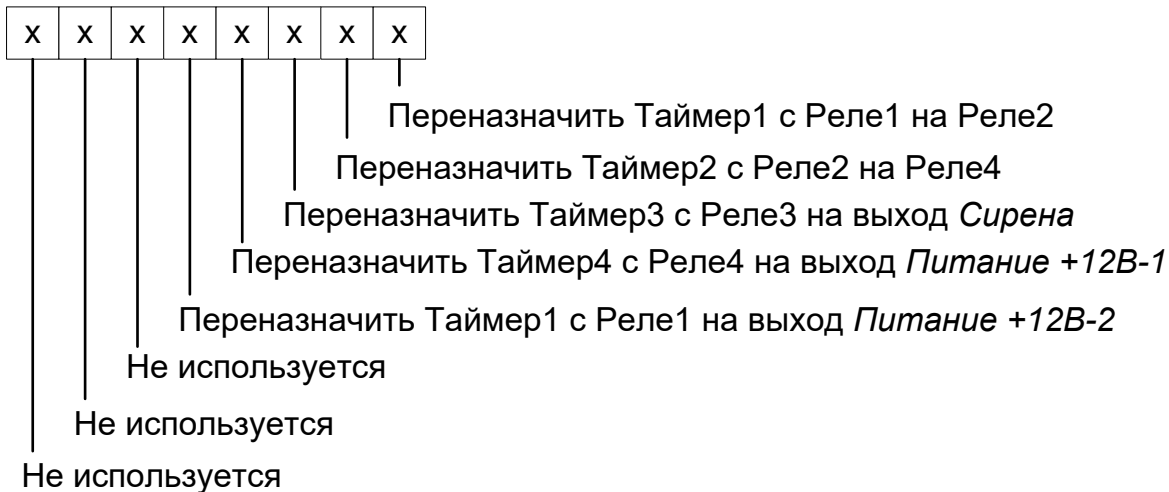 x x x x x x x x
Переназначить Таймер1 с Реле1 на Реле2
Переназначить Таймер2 с Реле2 на Реле4
Переназначить Таймер3 с Реле3 на выход Сирена
Переназначить Таймер4 с Реле4 на выход Питание +12В-1
Переназначить Таймер1 с Реле1 на выход Питание +12В-2
Не используется
Не используется
Не используется